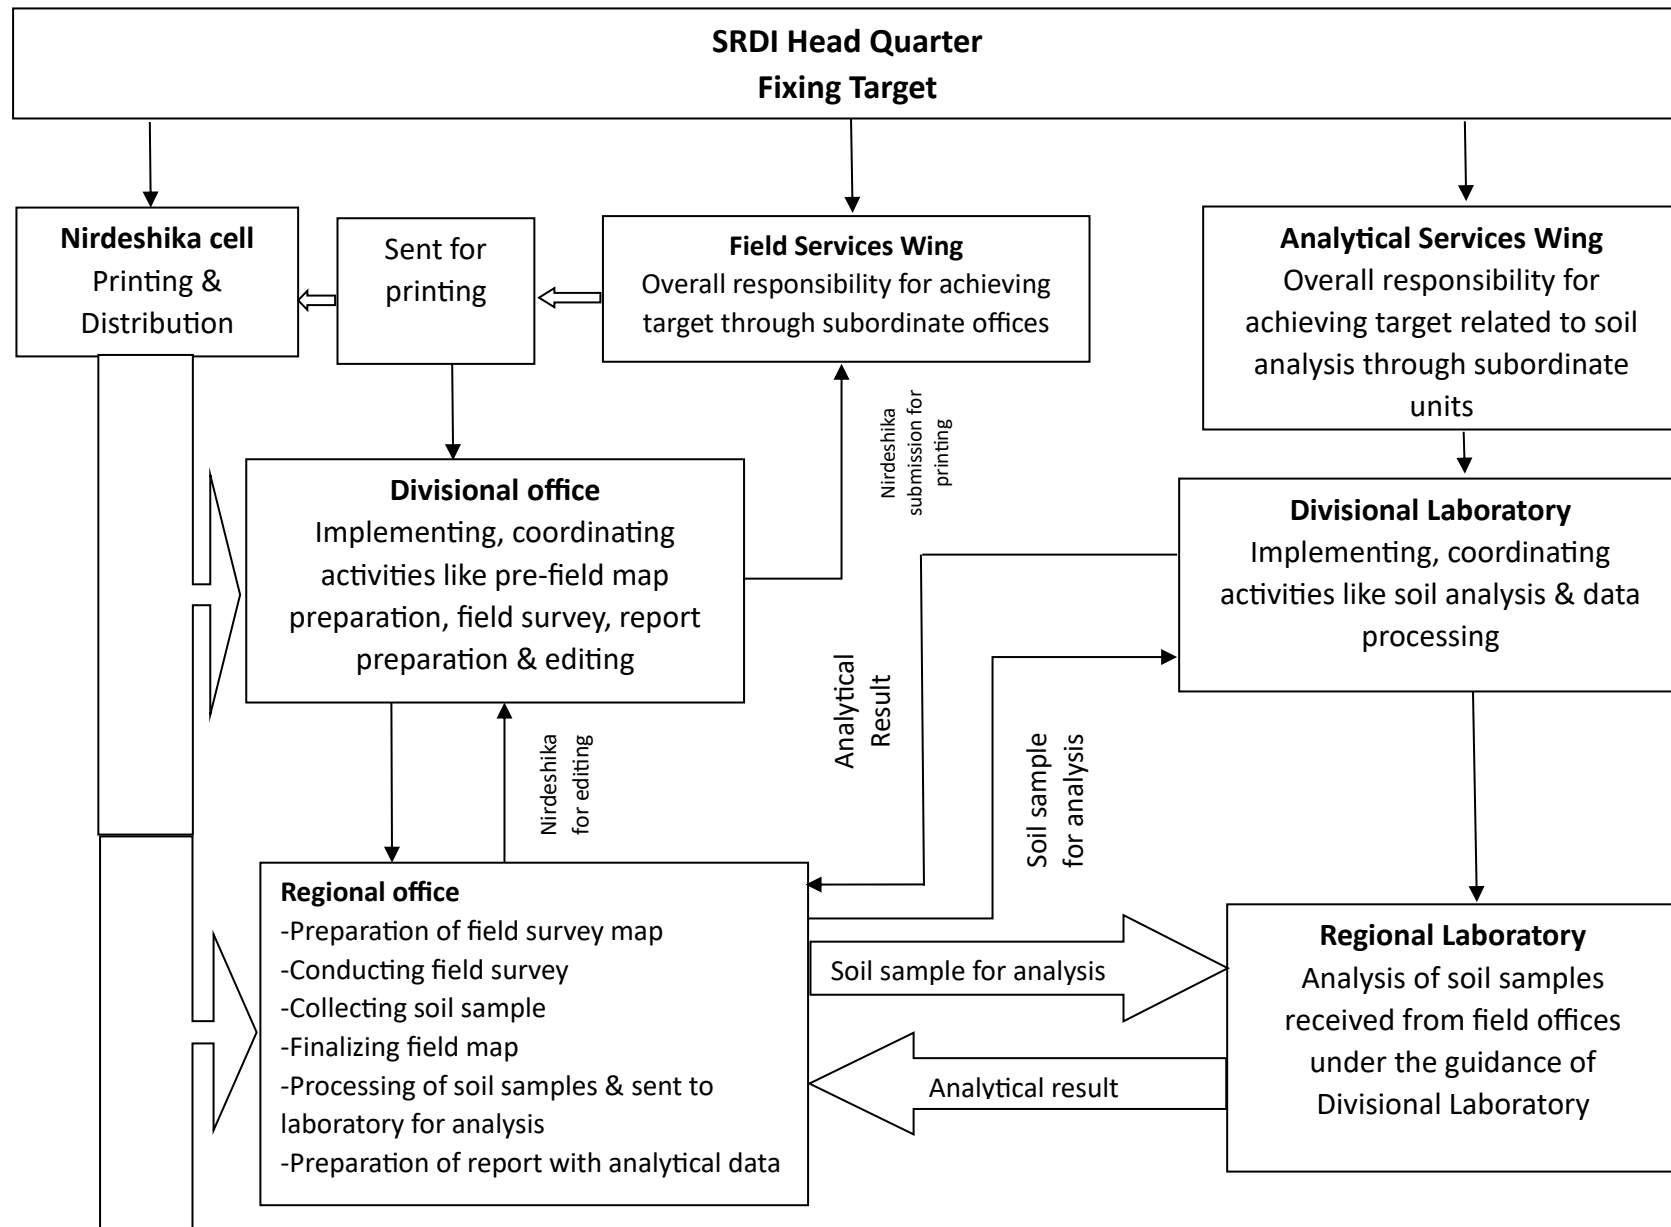 SRDI Head Quarter
Fixing Target
Nirdeshika cell
Printing &
Distribution
Sent for
printing
Field Services Wing
Overall responsibility for achieving
target through subordinate offices
Analytical Services Wing
Overall responsibility for
achieving target related to soil
analysis through subordinate
units
Nirdeshika
submission for
printing
Divisional office
Implementing, coordinating
activities like pre-field map
preparation, field survey, report
preparation & editing
Divisional Laboratory
Implementing, coordinating
activities like soil analysis & data
processing
Analytical
Result
Soil sample
for analysis
Nirdeshika
for editing
Regional office
-Preparation of field survey map
-Conducting field survey
-Collecting soil sample
-Finalizing field map
-Processing of soil samples & sent to
laboratory for analysis
-Preparation of report with analytical data
Soil sample for analysis
Analytical result
Regional Laboratory
Analysis of soil samples
received from field offices
under the guidance of
Divisional Laboratory